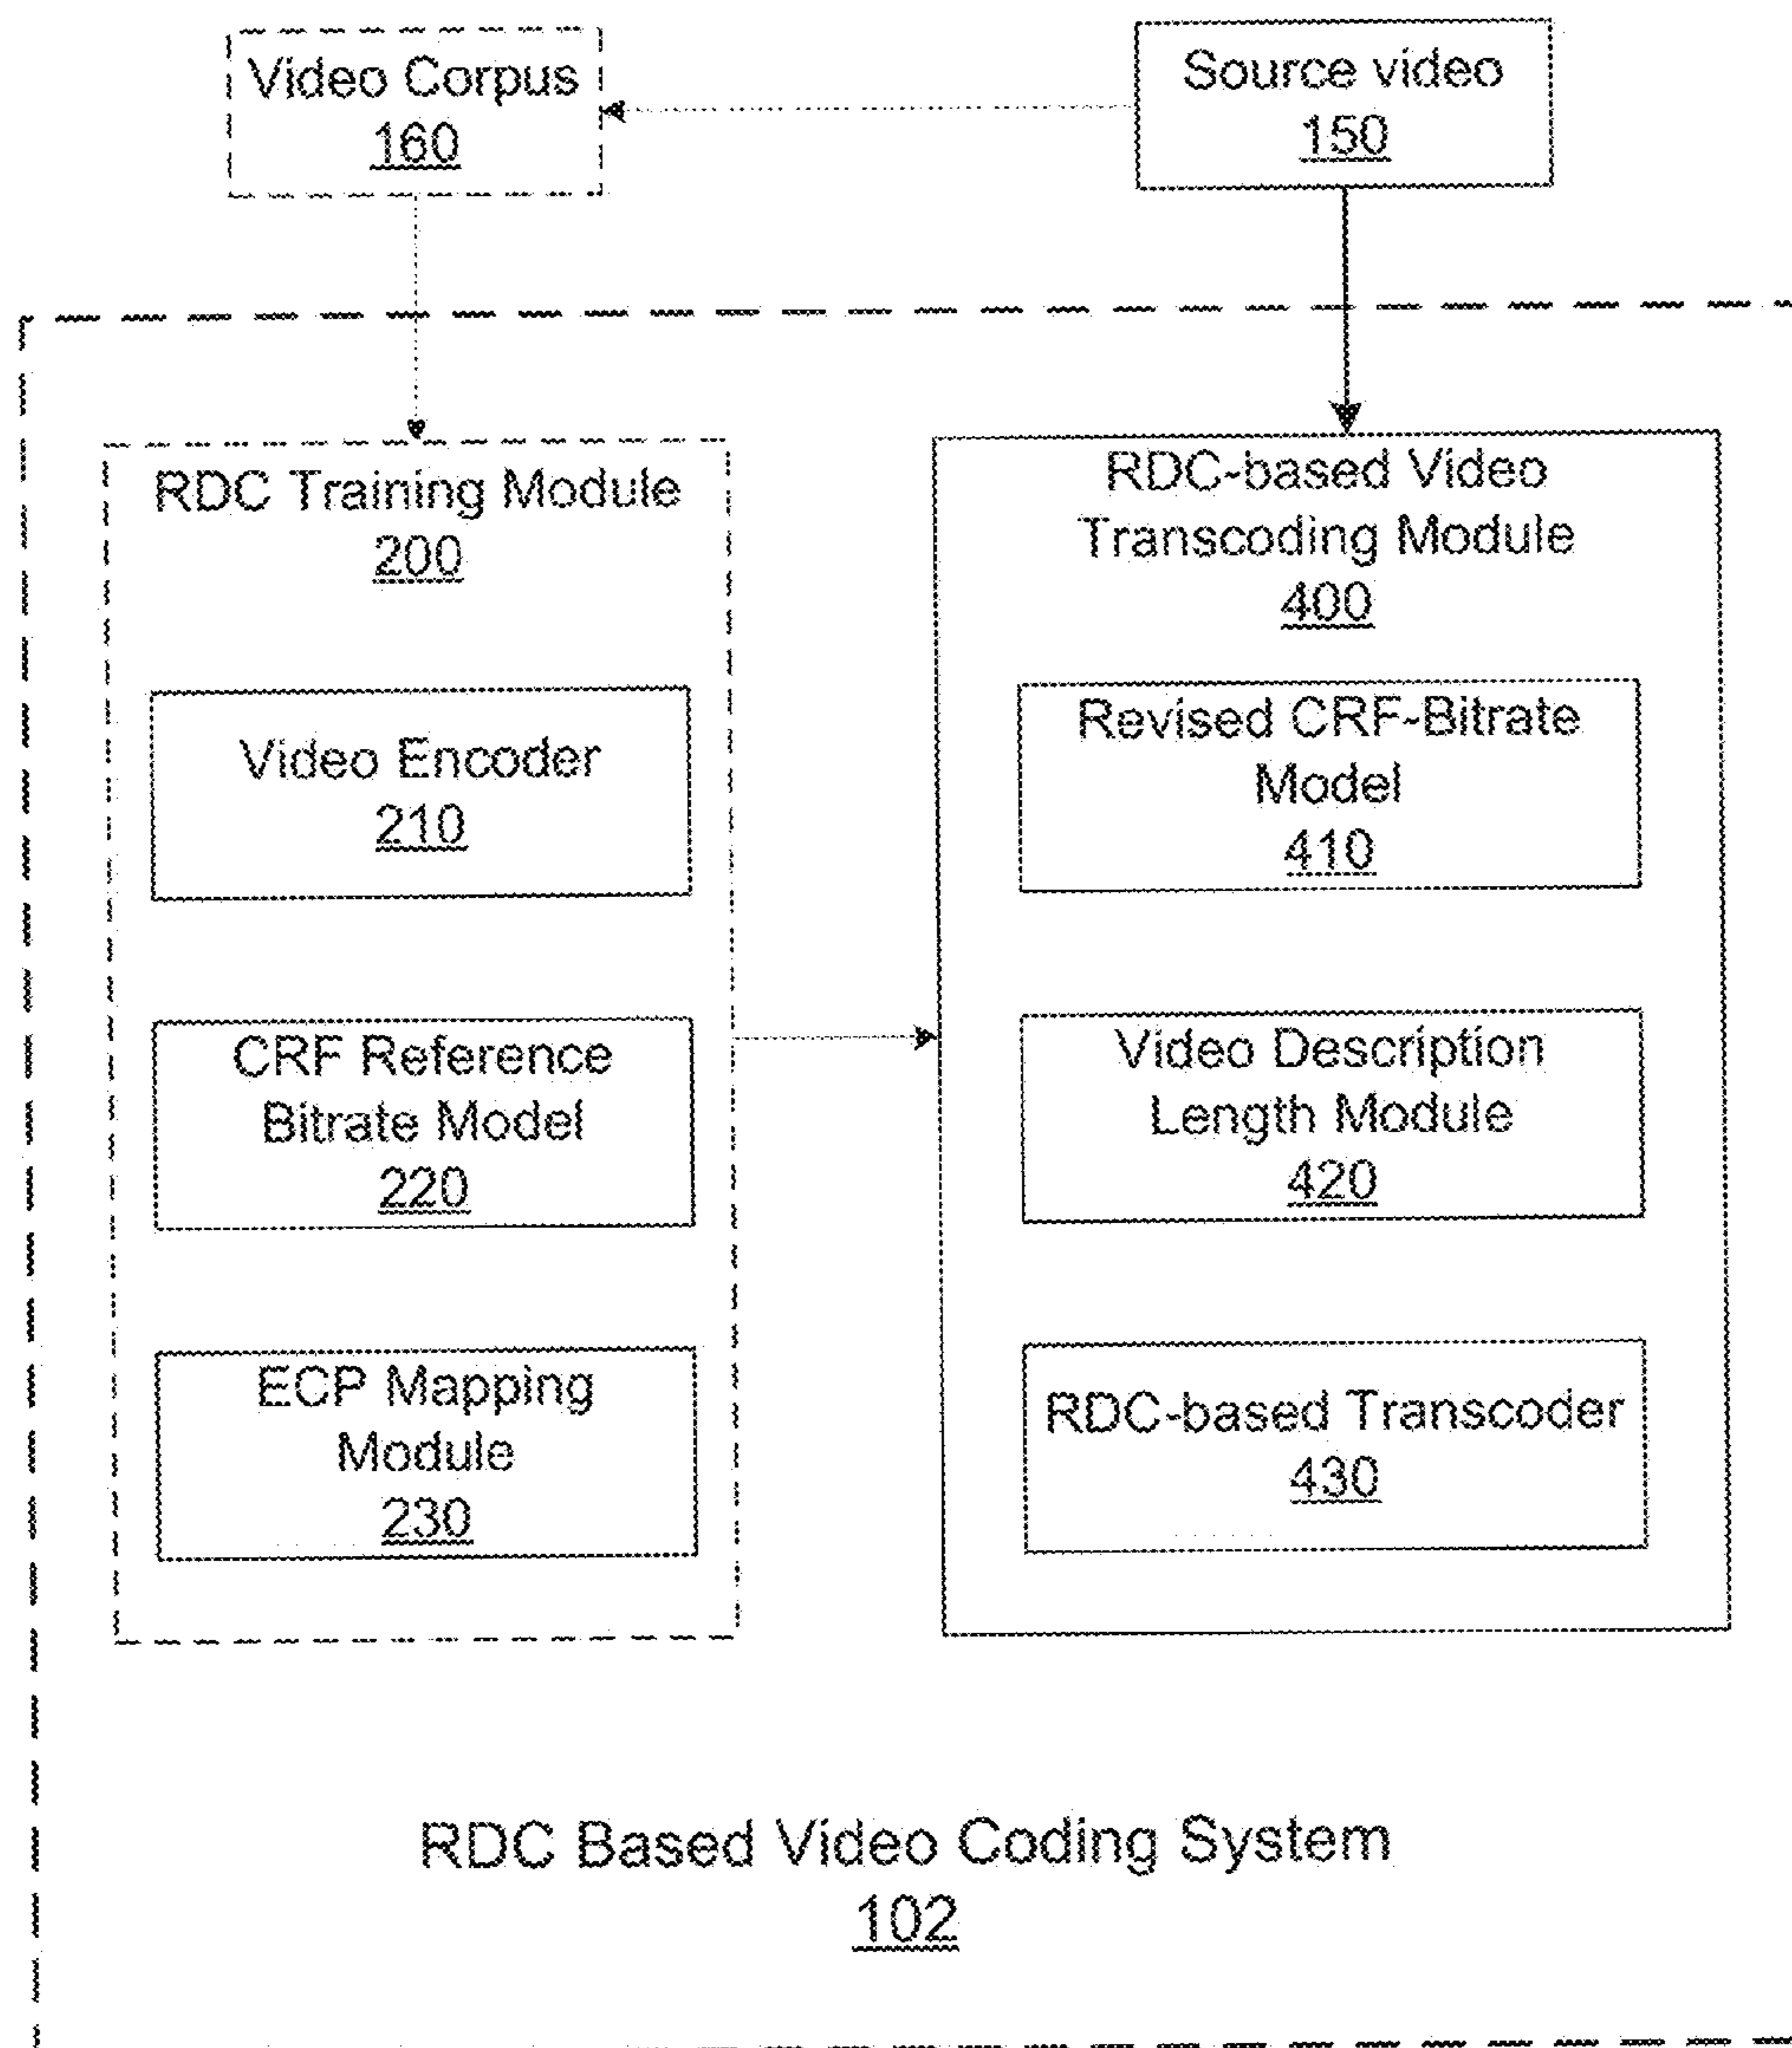 Video Corpus
160
Source video
150
RDC Training Module
200
Video Encoder
210
CRF Reference
Bitrate Model
220
ECP Mapping
Module
230
RDC-based Video
Transcoding Module
400
Revised CRF-Bitrate
Model
410
Video Description
Length Module
420
RDC-based Transcoder
430
RDC Based Video Coding System
102